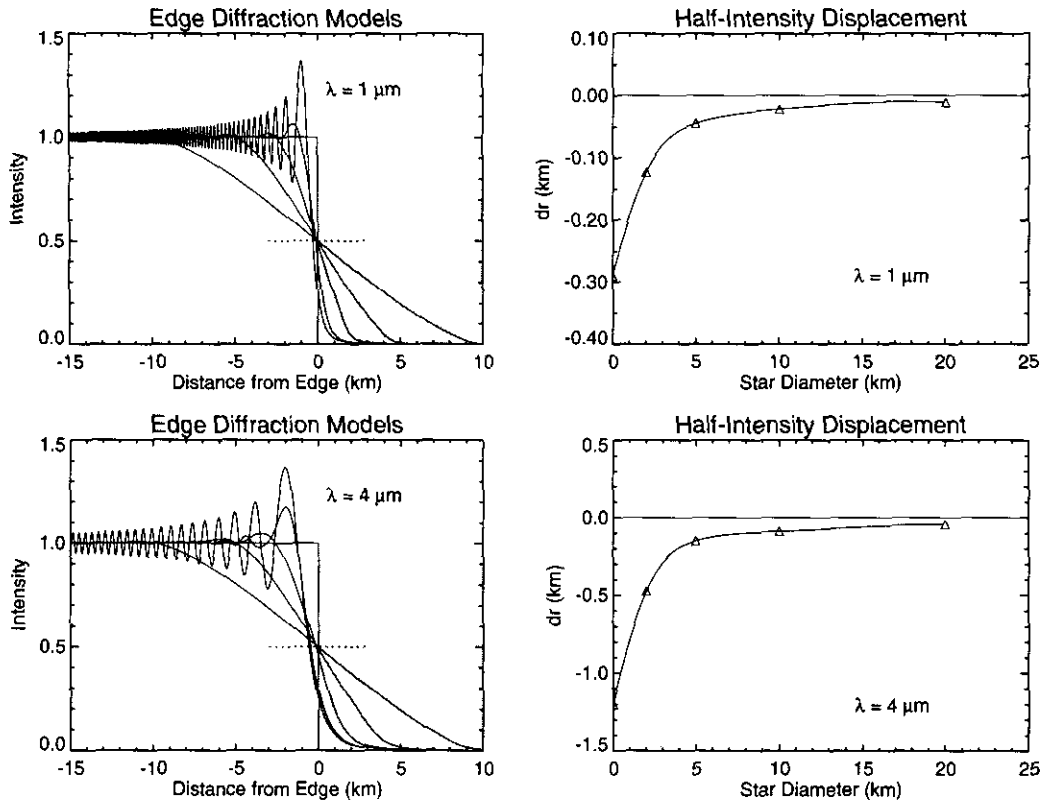 Edge Diffraction Models
1.5
1.0
0.5
0.0
Intensity
λ = 1 μm
-15 -10 -5 0 5 10
Distance from Edge (km)
Half-Intensity Displacement
0.10
0.00
-0.10
-0.20
-0.30
-0.40
dr (km)
λ = 1 μm
0 5 10 15 20 25
Star Diameter (km)
Edge Diffraction Models
1.5
1.0
0.5
0.0
Intensity
λ = 4 μm
-15 -10 -5 0 5 10
Distance from Edge (km)
Half-Intensity Displacement
0.5
0.0
-0.5
-1.0
-1.5
dr (km)
λ = 4 μm
0 5 10 15 20 25
Star Diameter (km)